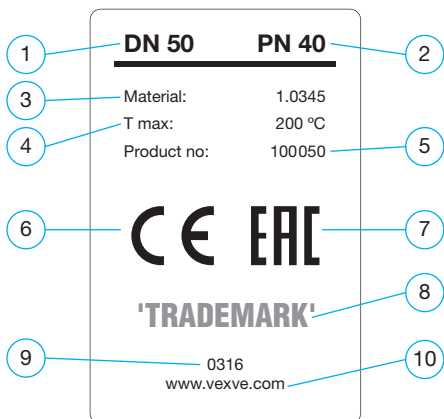 1 DN 50 PN 40 2
3 Material: 1.0345
4 T max: 200 ºC
Product no: 100050 5
6 CE EAC 7
'TRADEMARK' 8
9 0316
www.vexve.com 10